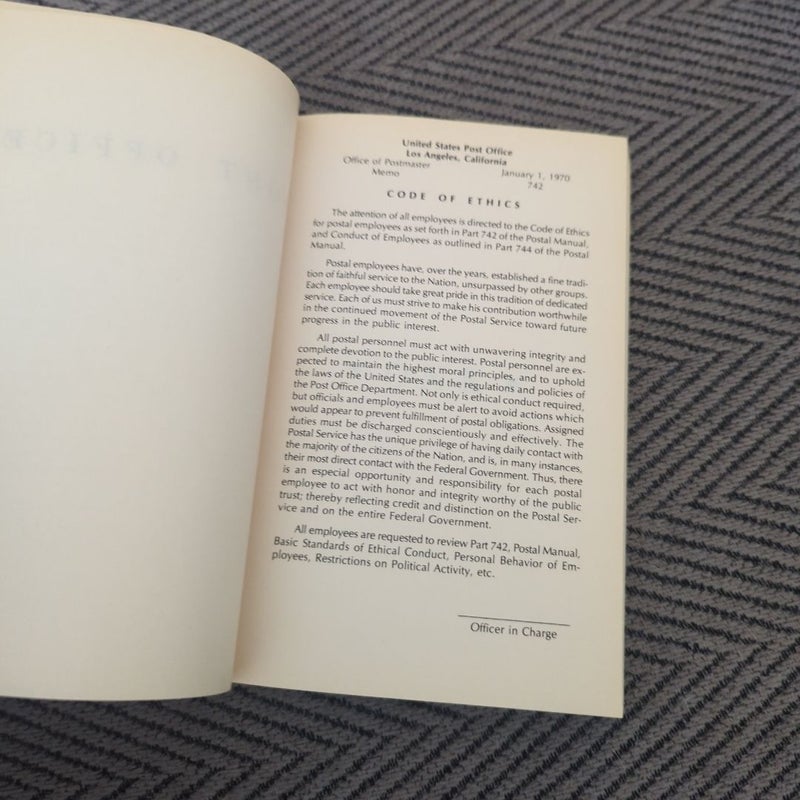 United States Post Office
Los Angeles, California
Office of Postmaster January 1, 1970
Memo 742
CODE OF ETHICS
The attention of all employees is directed to the Code of Ethics
for postal employees as set forth in Part 742 of the Postal Manual,
and Conduct of Employees as outlined in Part 744 of the Postal
Manual.
Postal employees have, over the years, established a fine tradi-
tion of faithful service to the Nation, unsurpassed by other groups.
Each employee should take great pride in this tradition of dedicated
service. Each of us must strive to make his contribution worthwhile
in the continued movement of the Postal Service toward future
progress in the public interest.
All postal personnel must act with unwavering integrity and
complete devotion to the public interest. Postal personnel are ex-
pected to maintain the highest moral principles, and to uphold
the laws of the United States and the regulations and policies of
the Post Office Department. Not only is ethical conduct required,
but officials and employees must be alert to avoid actions which
would appear to prevent fulfillment of postal obligations. Assigned
duties must be discharged conscientiously and effectively. The
Postal Service has the unique privilege of having daily contact with
the majority of the citizens of the Nation, and is, in many instances,
their most direct contact with the Federal Government. Thus, there
is an especial opportunity and responsibility for each postal
employee to act with honor and integrity worthy of the public
trust; thereby reflecting credit and distinction on the Postal Ser-
vice and on the entire Federal Government.
All employees are requested to review Part 742, Postal Manual,
Basic Standards of Ethical Conduct, Personal Behavior of Em-
ployees, Restrictions on Political Activity, etc.
Officer in Charge